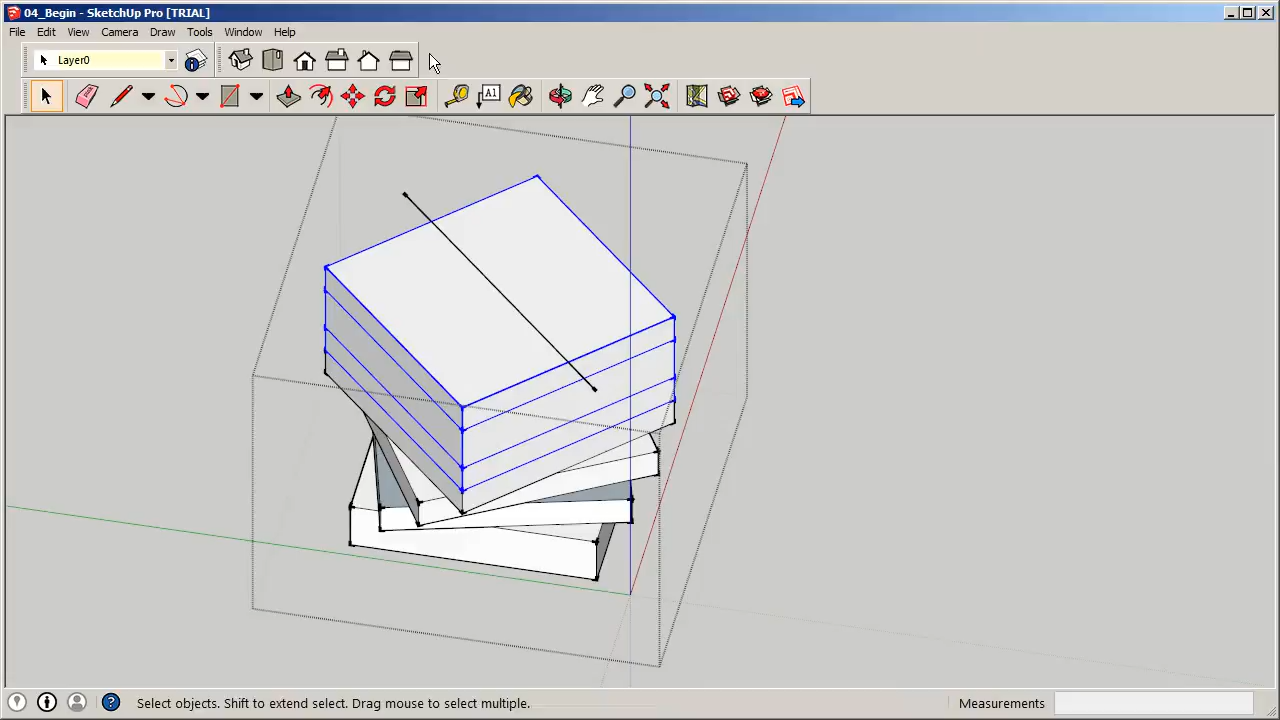 04_Begin - SketchUp Pro [TRIAL]
File Edit View Camera Draw Tools Window Help
Layer0
A1
Select objects. Shift to extend select. Drag mouse to select multiple.
Measurements